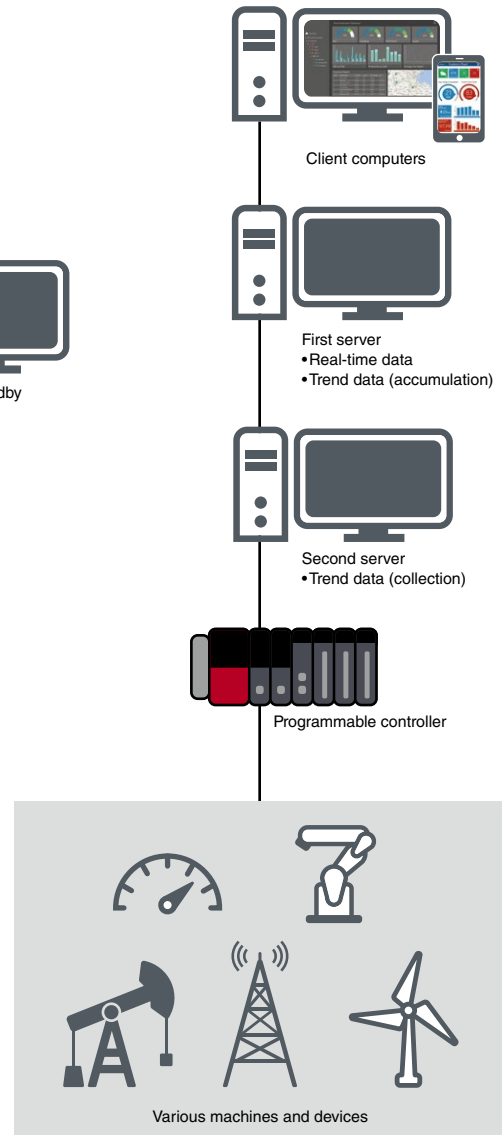 Client computers
First server
•Real-time data
•Trend data (accumulation)
dby
Second server
•Trend data (collection)
Programmable controller
Various machines and devices